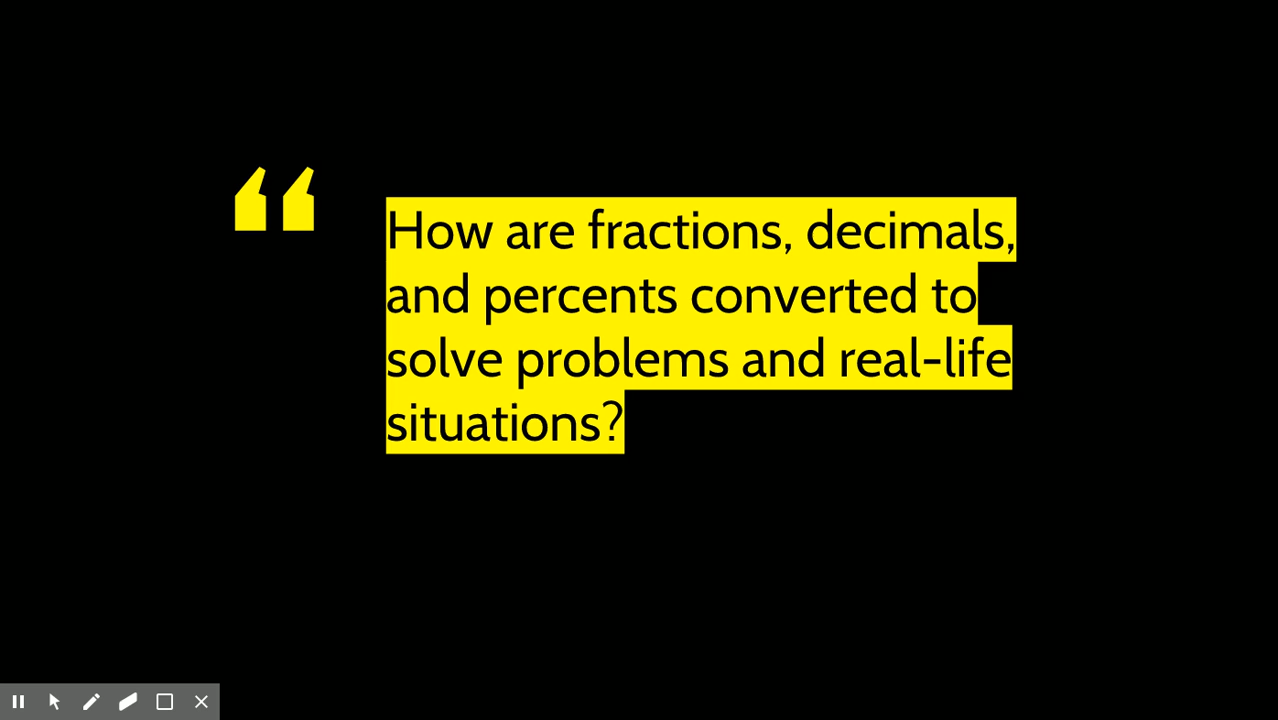 “
How are fractions, decimals,
and percents converted to
solve problems and real-life
situations?